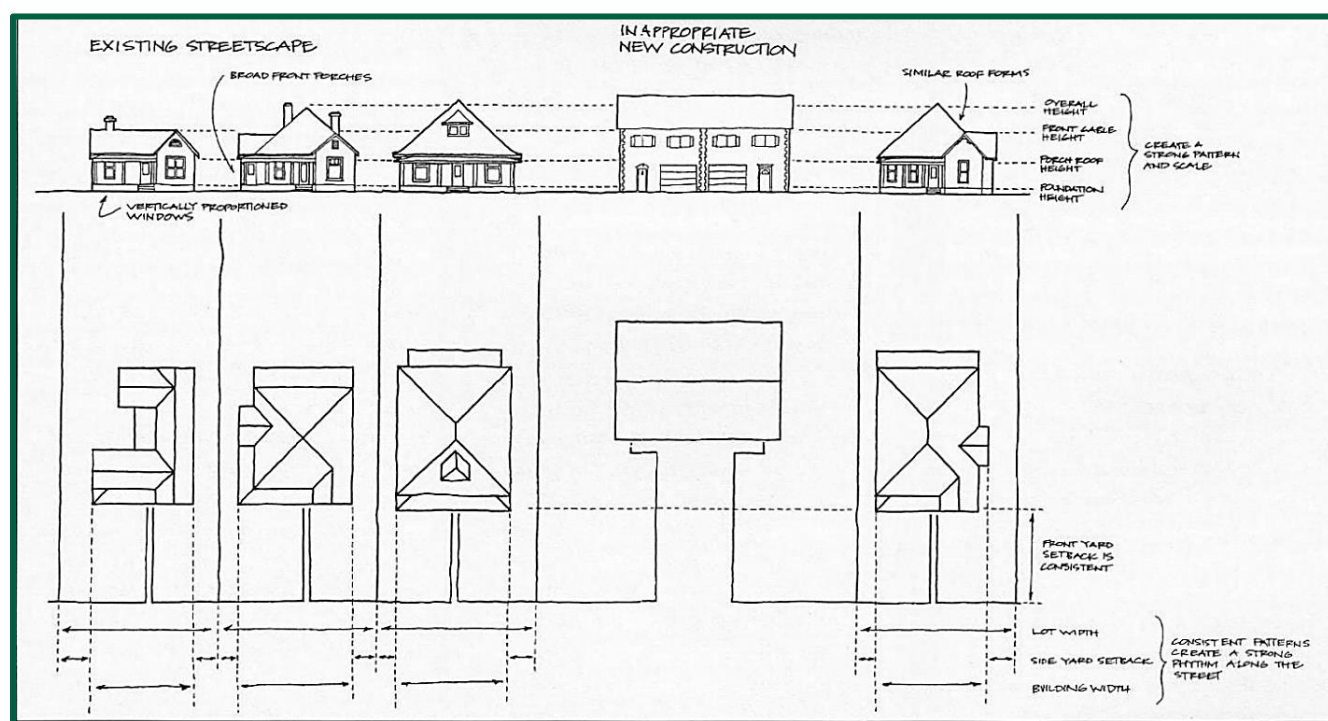 EXISTING STREETSCAPE
INAPPROPRIATE
NEW CONSTRUCTION
BROAD FRONT PORCHES
SIMILAR ROOF FORMS
OVERALL
HEIGHT
FRONT GABLE
HEIGHT
PORCH ROOF
HEIGHT
FOUNDATION
HEIGHT
CREATE A
STRONG PATTERN
AND SCALE
VERTICALLY PROPORTIONED
WINDOWS
FRONT YARD
SETBACK IS
CONSISTENT
LOT WIDTH
SIDE YARD SETBACK
BUILDING WIDTH
CONSISTENT PATTERNS
CREATE A STRONG
RHYTHM ALONG THE
STREET